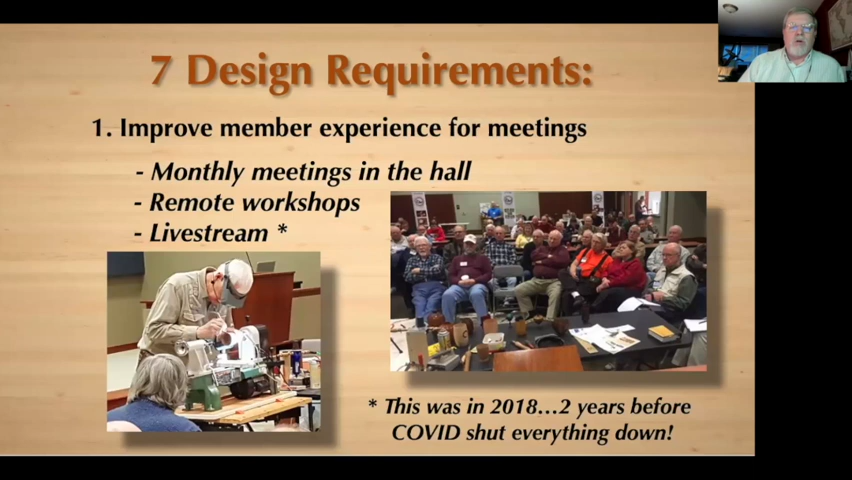 7 Design Requirements:
1. Improve member experience for meetings
- Monthly meetings in the hall
- Remote workshops
- Livestream *
* This was in 2018...2 years before
COVID shut everything down!